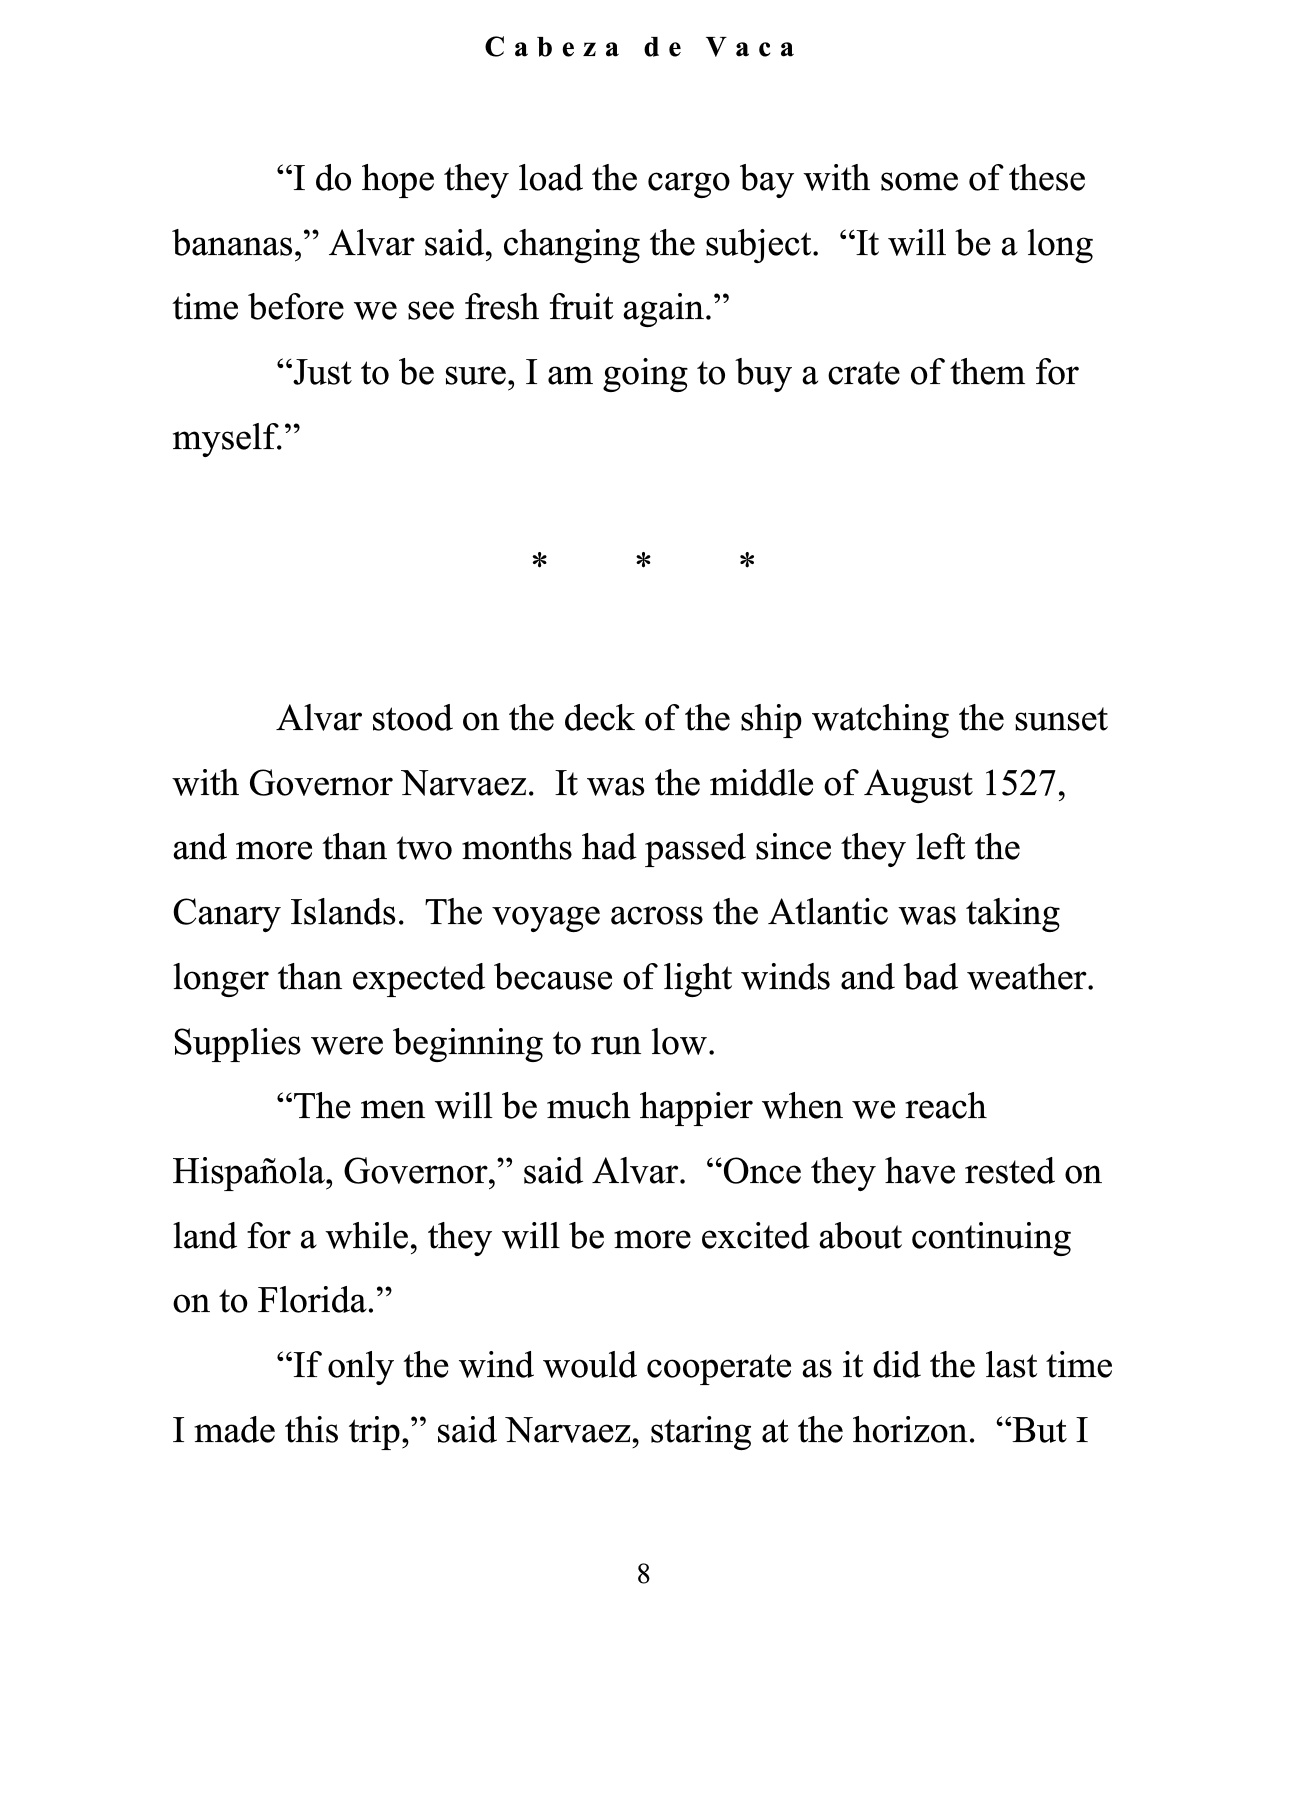 Cabeza de Vaca
“I do hope they load the cargo bay with some of these
bananas,” Alvar said, changing the subject.  “It will be a long
time before we see fresh fruit again.”
“Just to be sure, I am going to buy a crate of them for
myself.”
* * *
Alvar stood on the deck of the ship watching the sunset
with Governor Narvaez.  It was the middle of August 1527,
and more than two months had passed since they left the
Canary Islands.  The voyage across the Atlantic was taking
longer than expected because of light winds and bad weather.
Supplies were beginning to run low.
“The men will be much happier when we reach
Hispañola, Governor,” said Alvar.  “Once they have rested on
land for a while, they will be more excited about continuing
on to Florida.”
“If only the wind would cooperate as it did the last time
I made this trip,” said Narvaez, staring at the horizon.  “But I
8